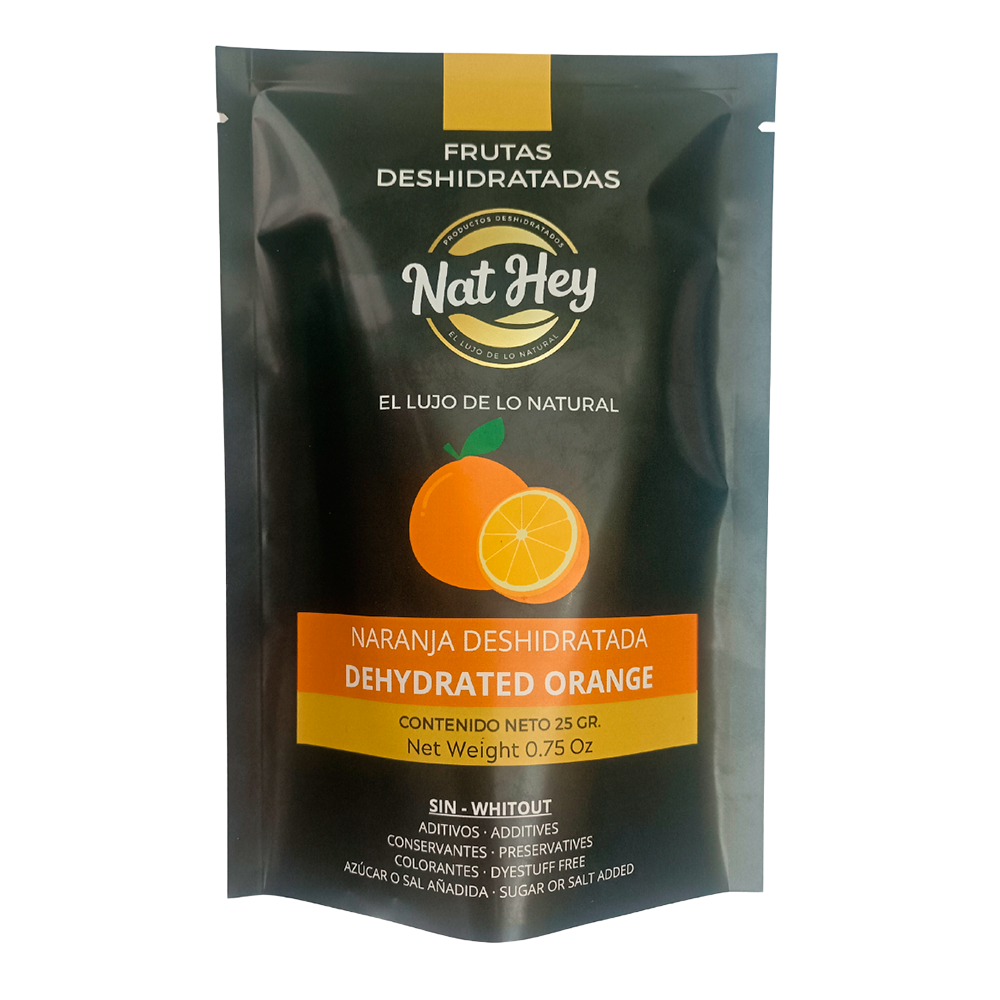 FRUTAS
DESHIDRATADAS
PRODUCTOS DESHIDRATADOS
Nat Hey
EL LUJO DE LO NATURAL
EL LUJO DE LO NATURAL
NARANJA DESHIDRATADA
DEHYDRATED ORANGE
CONTENIDO NETO 25 GR.
Net Weight 0.75 Oz
SIN - WHITOUT
ADITIVOS · ADDITIVES
CONSERVANTES · PRESERVATIVES
COLORANTES · DYESTUFF FREE
AZÚCAR O SAL AÑADIDA · SUGAR OR SALT ADDED